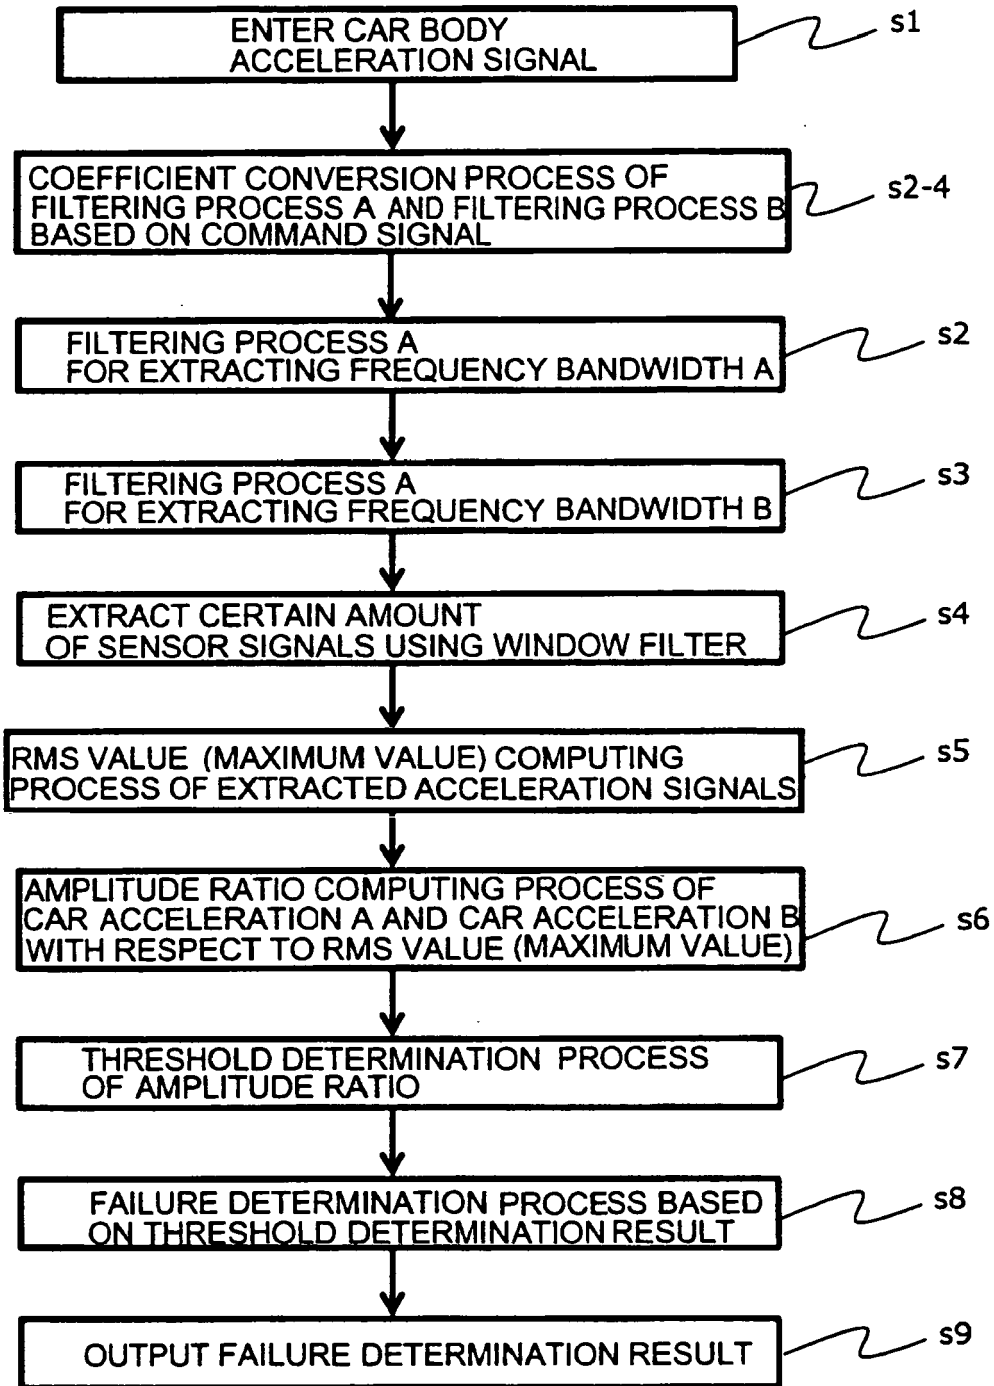 ENTER CAR BODY
ACCELERATION SIGNAL
s1
COEFFICIENT CONVERSION PROCESS OF
FILTERING PROCESS A AND FILTERING PROCESS B
BASED ON COMMAND SIGNAL
s2-4
FILTERING PROCESS A
FOR EXTRACTING FREQUENCY BANDWIDTH A
s2
FILTERING PROCESS A
FOR EXTRACTING FREQUENCY BANDWIDTH B
s3
EXTRACT CERTAIN AMOUNT
OF SENSOR SIGNALS USING WINDOW FILTER
s4
RMS VALUE (MAXIMUM VALUE) COMPUTING
PROCESS OF EXTRACTED ACCELERATION SIGNALS
s5
AMPLITUDE RATIO COMPUTING PROCESS OF
CAR ACCELERATION A AND CAR ACCELERATION B
WITH RESPECT TO RMS VALUE (MAXIMUM VALUE)
s6
THRESHOLD DETERMINATION PROCESS
OF AMPLITUDE RATIO
s7
FAILURE DETERMINATION PROCESS BASED
ON THRESHOLD DETERMINATION RESULT
s8
OUTPUT FAILURE DETERMINATION RESULT
s9